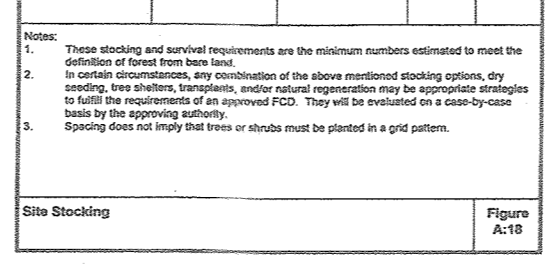 Notes:
1. These stocking and survival requirements are the minimum numbers estimated to meet the
definition of forest from bare land.
2. In certain circumstances, any combination of the above mentioned stocking options, dry
seeding, tree shelters, transplants, and/or natural regeneration may be appropriate strategies
to fulfill the requirements of an approved FCD. They will be evaluated on a case-by-case
basis by the approving authority.
3. Spacing does not imply that trees or shrubs must be planted in a grid pattern.
Site Stocking
Figure
A:18